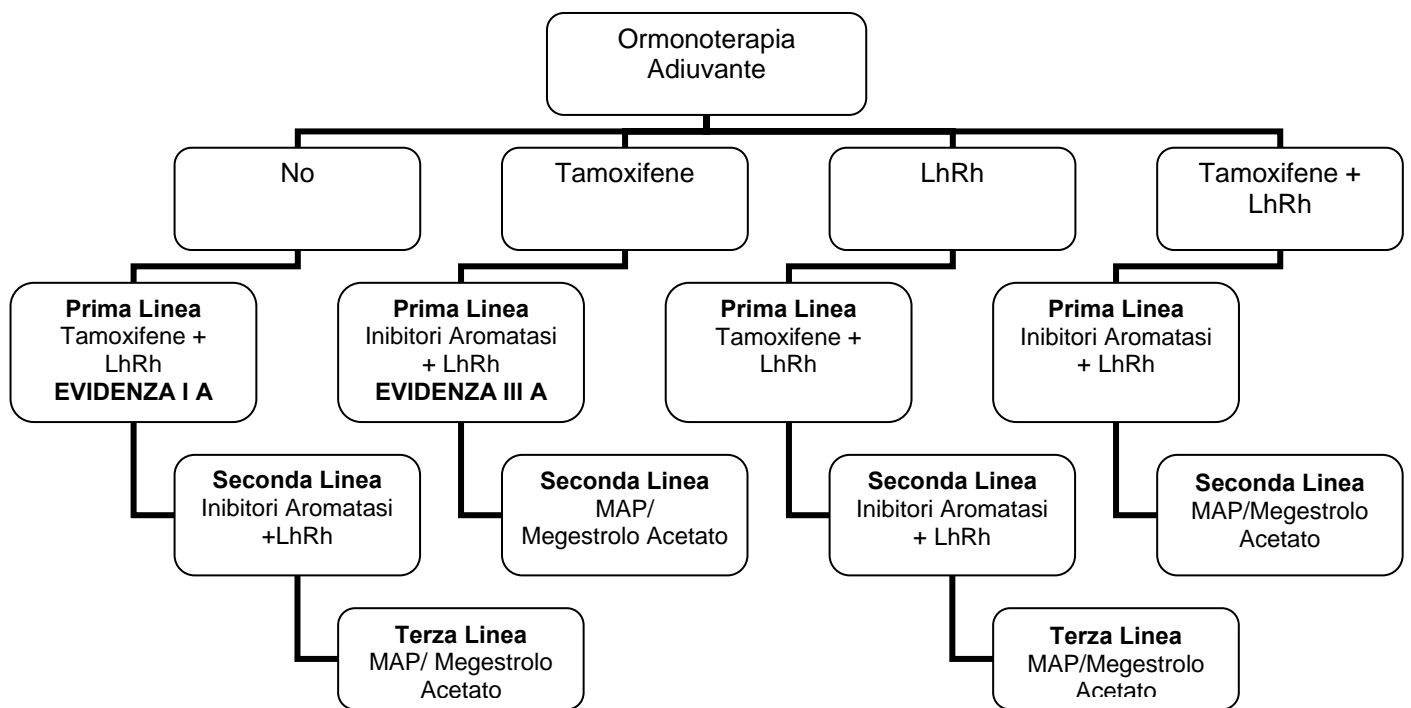 Ormonoterapia
Adiuvante
No
Tamoxifene
LhRh
Tamoxifene +
LhRh
Prima Linea
Tamoxifene +
LhRh
EVIDENZA I A
Prima Linea
Inibitori Aromatasi
+ LhRh
EVIDENZA III A
Prima Linea
Tamoxifene +
LhRh
Prima Linea
Inibitori Aromatasi
+ LhRh
Seconda Linea
Inibitori Aromatasi
+LhRh
Seconda Linea
MAP/
Megestrolo Acetato
Seconda Linea
Inibitori Aromatasi
+ LhRh
Seconda Linea
MAP/Megestrolo
Acetato
Terza Linea
MAP/ Megestrolo
Acetato
Terza Linea
MAP/Megestrolo
Acetato